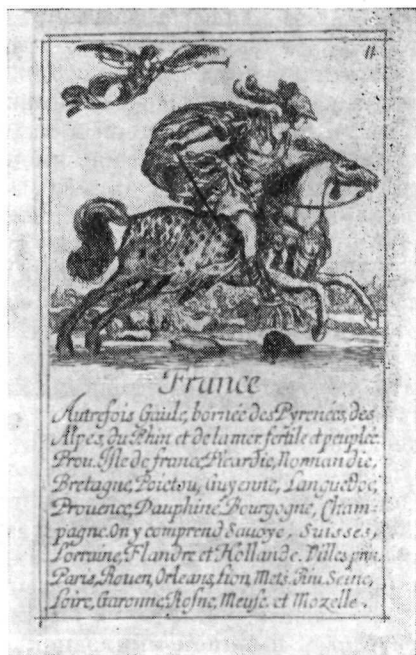 11
France
Autrefois Gaule, bornée des Pyrenées, des
Alpes, du Rhin et de la mer, fertile et peuplée.
Prou. Isle de france, Picardie, Normandie,
Bretagne, Poictou, Guyenne, Languedoc,
Prouence, Dauphiné, Bourgogne, Cham-
pagne. On y comprend Sauoye, Suisses,
Lorraine, Flandre et Hollande. Villes prin.
Paris, Rouen, Orleans, Lion, Mets. Riu. Seine,
Loire, Garonne, Rosne, Meuse. et Mozelle.